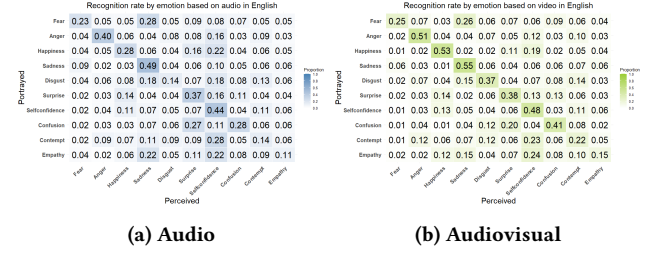 Recognition rate by emotion based on audio in English
Portrayed
Fear 0.23 0.05 0.05 0.28 0.05 0.09 0.08 0.07 0.05 0.05
Anger 0.04 0.40 0.06 0.04 0.05 0.08 0.16 0.03 0.09 0.05
Happiness 0.04 0.05 0.28 0.06 0.04 0.16 0.22 0.04 0.06 0.05
Sadness 0.09 0.02 0.03 0.49 0.04 0.04 0.10 0.06 0.06 0.06
Disgust 0.04 0.06 0.08 0.18 0.14 0.07 0.18 0.08 0.13 0.06
Surprise 0.02 0.03 0.14 0.04 0.04 0.37 0.16 0.11 0.04 0.04
Selfconfidence 0.02 0.04 0.11 0.07 0.05 0.07 0.44 0.04 0.11 0.06
Confusion 0.02 0.03 0.03 0.07 0.06 0.27 0.11 0.28 0.06 0.06
Contempt 0.02 0.09 0.07 0.11 0.09 0.09 0.28 0.06 0.14 0.06
Empathy 0.04 0.02 0.06 0.22 0.05 0.11 0.22 0.08 0.09 0.11
Fear Anger Happiness Sadness Disgust Surprise Selfconfidence Confusion Contempt Empathy
Perceived
Proportion
1.0
0.8
0.6
0.4
0.2
0.0
(a) Audio
Recognition rate by emotion based on video in English
Portrayed
Fear 0.25 0.07 0.03 0.26 0.06 0.07 0.06 0.09 0.06 0.04
Anger 0.02 0.51 0.04 0.04 0.07 0.05 0.12 0.03 0.10 0.03
Happiness 0.01 0.02 0.53 0.03 0.02 0.11 0.19 0.02 0.05 0.04
Sadness 0.06 0.03 0.01 0.55 0.06 0.04 0.06 0.06 0.06 0.07
Disgust 0.02 0.07 0.04 0.15 0.37 0.03 0.07 0.08 0.14 0.03
Surprise 0.02 0.03 0.14 0.02 0.06 0.38 0.13 0.13 0.05 0.03
Selfconfidence 0.01 0.03 0.13 0.05 0.04 0.06 0.48 0.03 0.11 0.06
Confusion 0.01 0.04 0.01 0.04 0.12 0.20 0.04 0.41 0.08 0.02
Contempt 0.01 0.12 0.06 0.07 0.12 0.06 0.23 0.06 0.22 0.05
Empathy 0.02 0.02 0.12 0.15 0.04 0.07 0.24 0.08 0.10 0.15
Fear Anger Happiness Sadness Disgust Surprise Selfconfidence Confusion Contempt Empathy
Perceived
Proportion
1.0
0.8
0.6
0.4
0.2
0.0
(b) Audiovisual